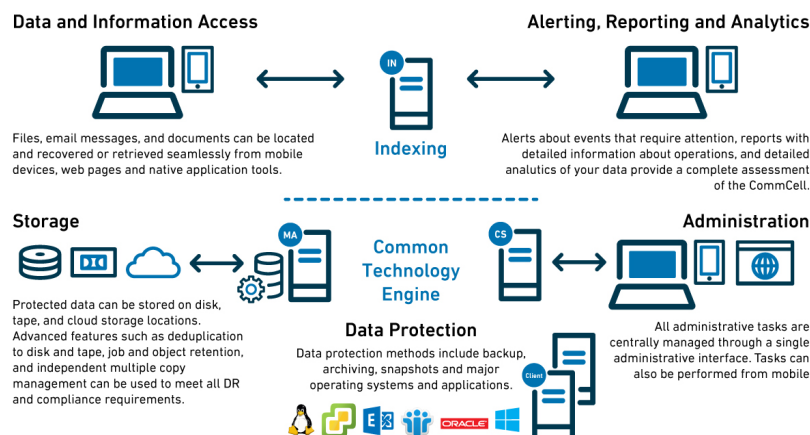 Data and Information Access
Alerting, Reporting and Analytics
IN
Indexing
Files, email messages, and documents can be located
and recovered or retrieved seamlessly from mobile
devices, web pages and native application tools.
Alerts about events that require attention, reports with
detailed information about operations, and detailed
analutics of your data provide a complete assessment
of the CommCell.
Storage
MA
Common
Technology
Engine
CS
Administration
Protected data can be stored on disk,
tape, and cloud storage locations.
Advanced features such as deduplication
to disk and tape, job and object retention,
and independent multiple copy
management can be used to meet all DR
and compliance requirements.
Data Protection
Data protection methods include backup,
archiving, snapshots and major
operating systems and applications.
Client
All administrative tasks are
centrally managed through a single
administrative interface. Tasks can
also be performed from mobile
ORACLE